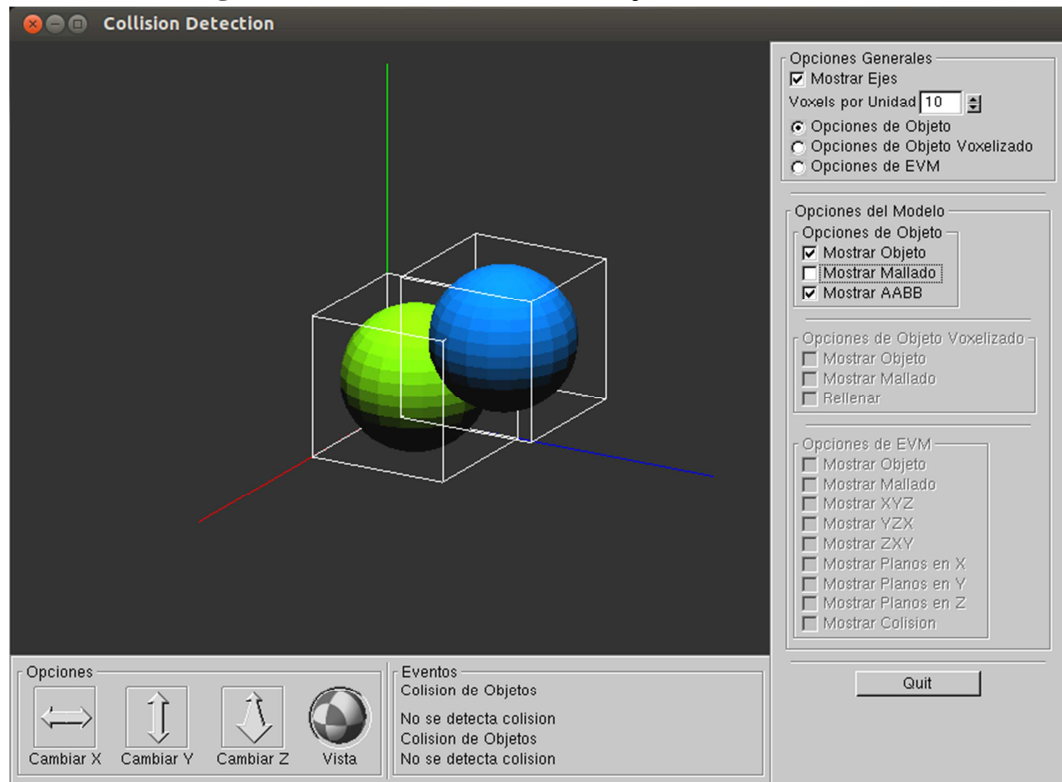 Collision Detection
Opciones Generales
Mostrar Ejes
Voxels por Unidad 10
Opciones de Objeto
Opciones de Objeto Voxelizado
Opciones de EVM
Opciones del Modelo
Opciones de Objeto
Mostrar Objeto
Mostrar Mallado
Mostrar AABB
Opciones de Objeto Voxelizado
Mostrar Objeto
Mostrar Mallado
Rellenar
Opciones de EVM
Mostrar Objeto
Mostrar Mallado
Mostrar XYZ
Mostrar YZX
Mostrar ZXY
Mostrar Planos en X
Mostrar Planos en Y
Mostrar Planos en Z
Mostrar Colision
Quit
Opciones
Cambiar X Cambiar Y Cambiar Z Vista
Eventos
Colision de Objetos
No se detecta colision
Colision de Objetos
No se detecta colision